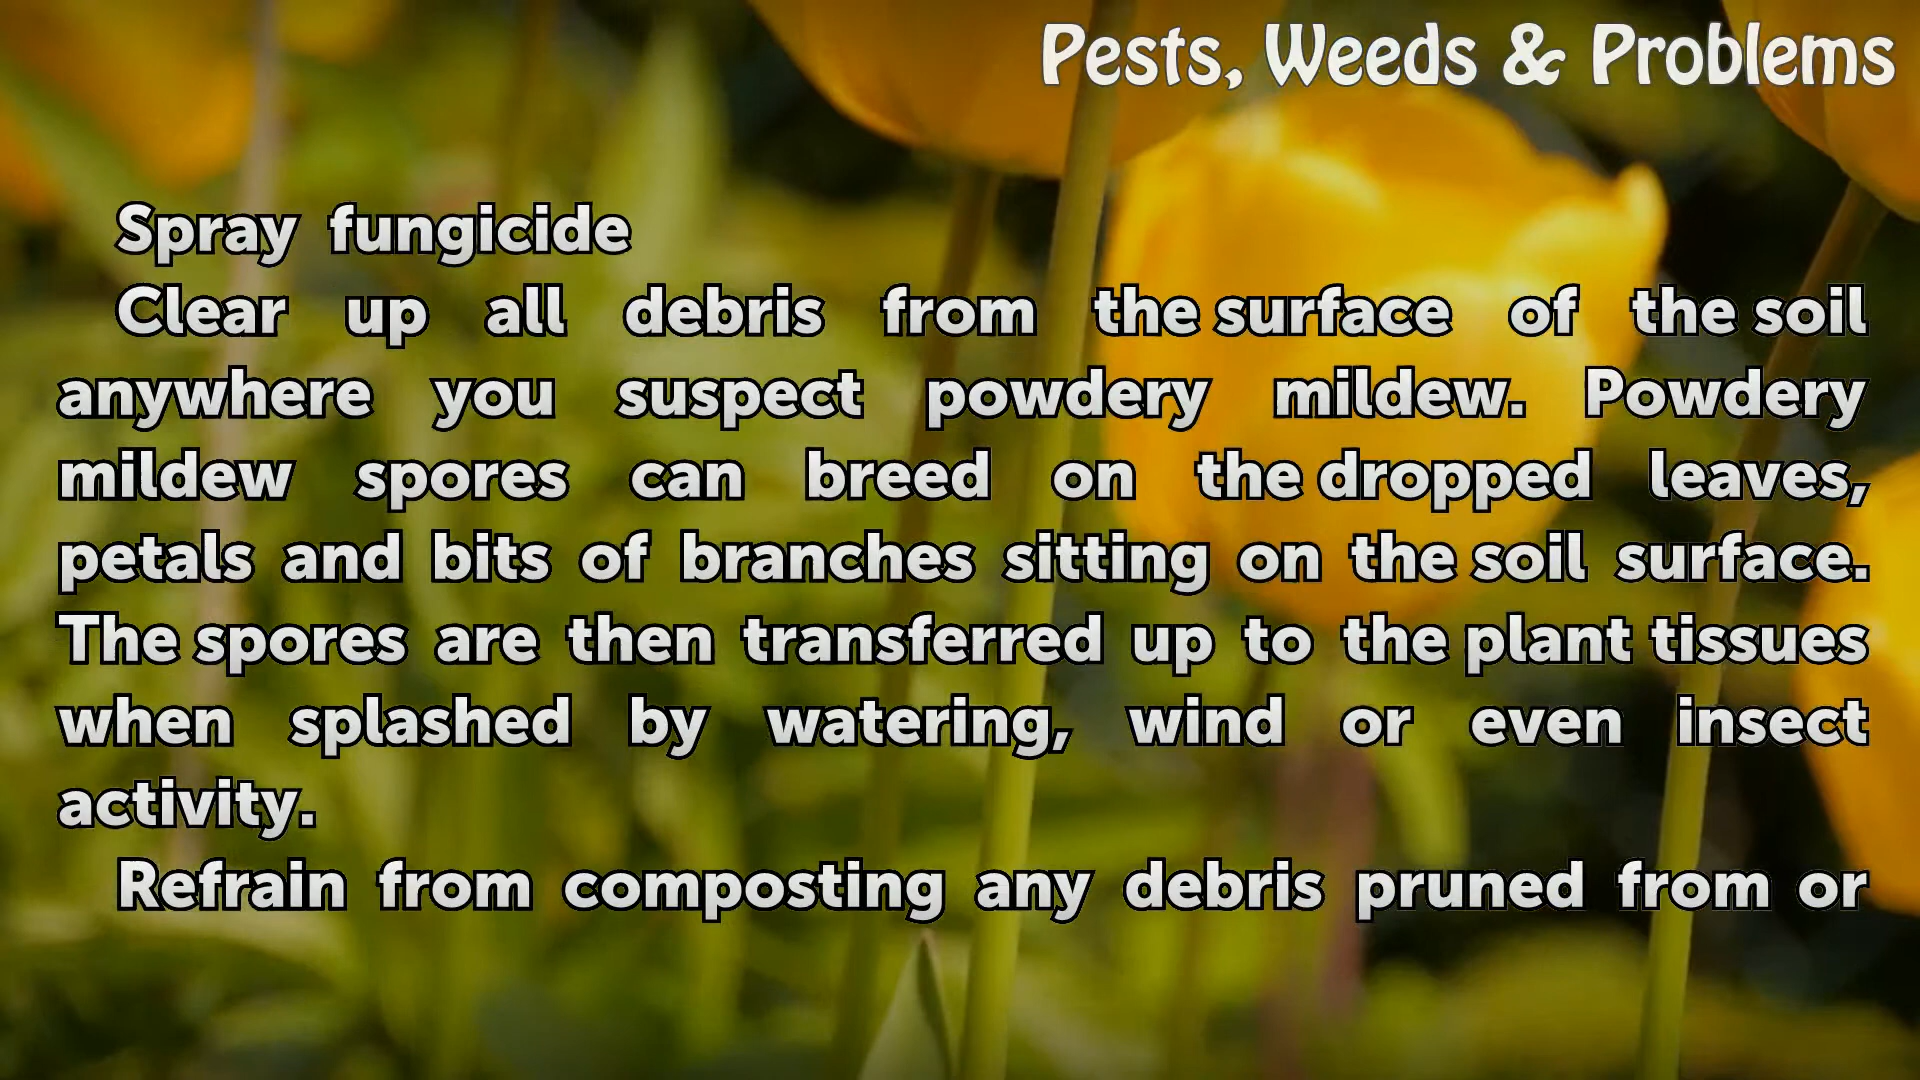 Pests, Weeds & Problems
Spray fungicide
Clear up all debris from the surface of the soil
anywhere you suspect powdery mildew. Powdery
mildew spores can breed on the dropped leaves,
petals and bits of branches sitting on the soil surface.
The spores are then transferred up to the plant tissues
when splashed by watering, wind or even insect
activity.
Refrain from composting any debris pruned from or